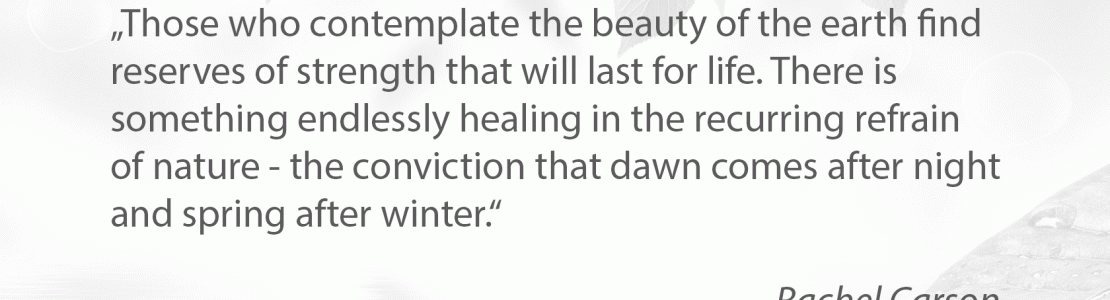 „Those who contemplate the beauty of the earth find
reserves of strength that will last for life. There is
something endlessly healing in the recurring refrain
of nature - the conviction that dawn comes after night
and spring after winter.“
Rachel Carson